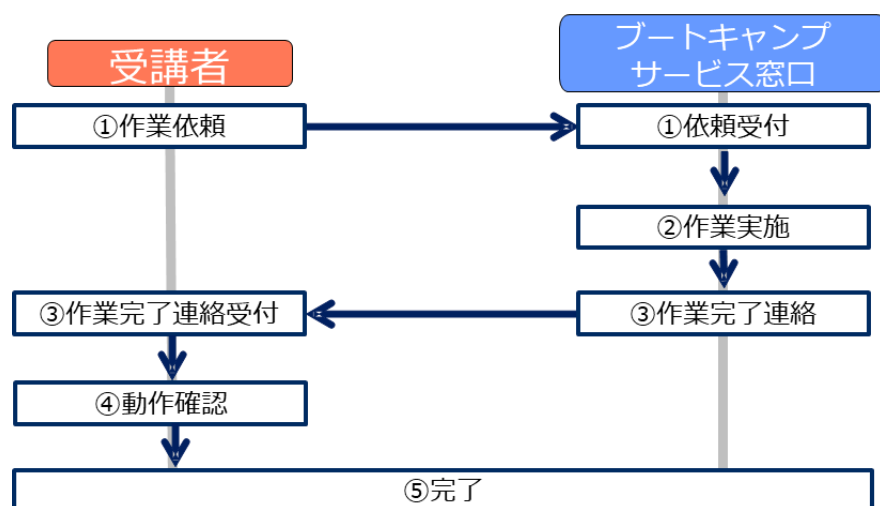 受講者
ブートキャンプ
サービス窓口
①作業依頼
①依頼受付
②作業実施
③作業完了連絡受付
③作業完了連絡
④動作確認
⑤完了